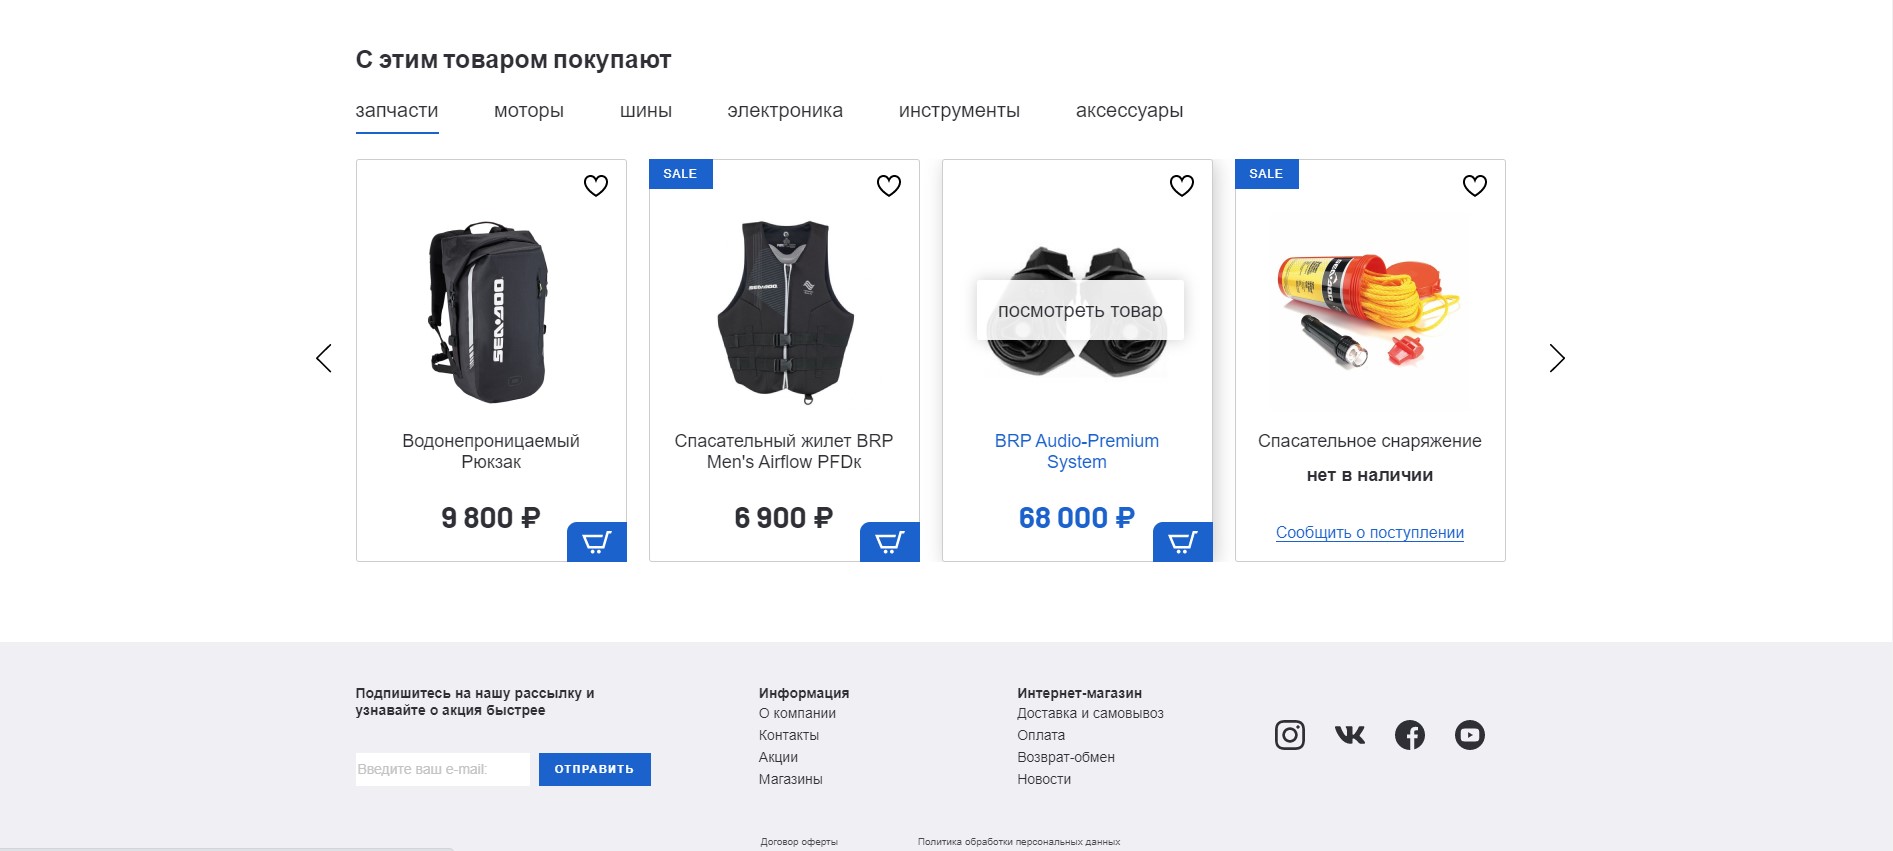 С этим товаром покупают
запчасти моторы шины электроника инструменты аксессуары
SALE
SALE
SEA-DOO
SEA-DOO
SEA-DOO
посмотреть товар
Водонепроницаемый
Рюкзак
9 800 ₽
Спасательный жилет BRP
Men's Airflow PFDк
6 900 ₽
BRP Audio-Premium
System
68 000 ₽
Спасательное снаряжение
нет в наличии
Сообщить о поступлении
Подпишитесь на нашу рассылку и
узнавайте о акция быстрее
Введите ваш e-mail:
ОТПРАВИТЬ
Информация
О компании
Контакты
Акции
Магазины
Интернет-магазин
Доставка и самовывоз
Оплата
Возврат-обмен
Новости
Договор оферты
Политика обработки персональных данных